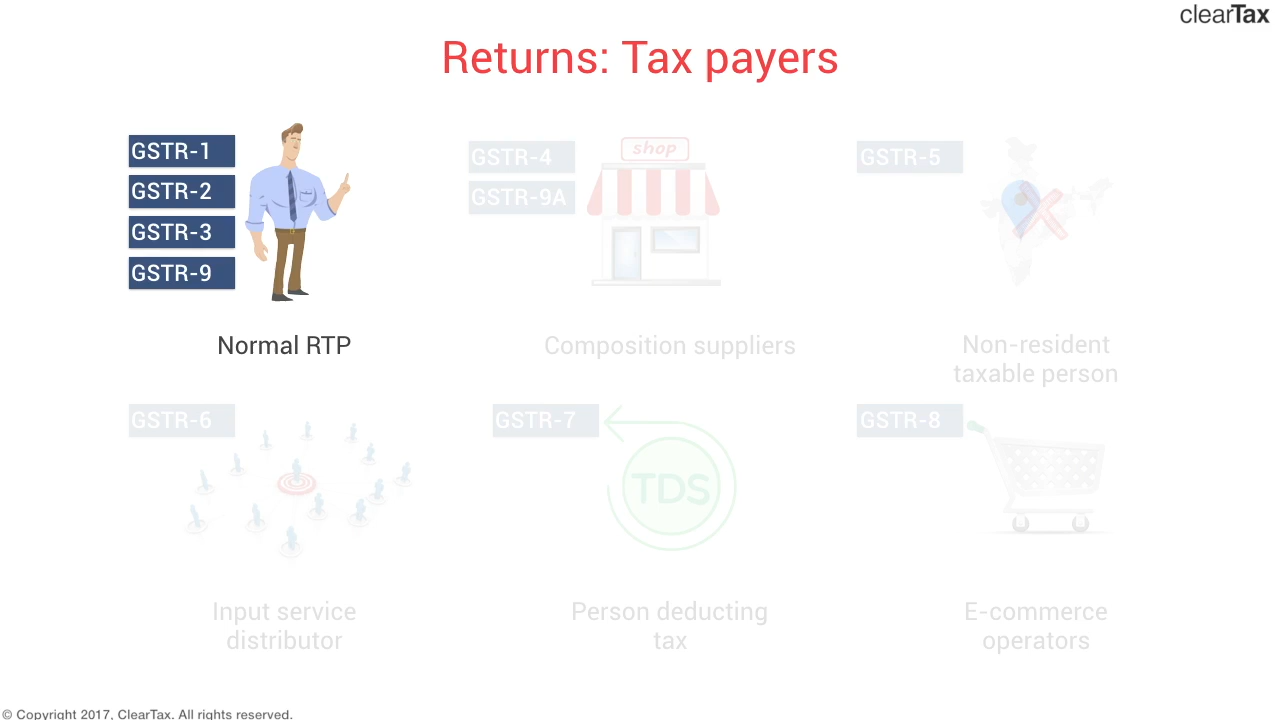 clearTax
Returns: Tax payers
GSTR-1
GSTR-2
GSTR-3
GSTR-9
Normal RTP
GSTR-4
GSTR-9A
shop
Composition suppliers
GSTR-5
Non-resident
taxable person
GSTR-6
Input service
distributor
GSTR-7
TDS
Person deducting
tax
GSTR-8
E-commerce
operators
© Copyright 2017, ClearTax. All rights reserved.